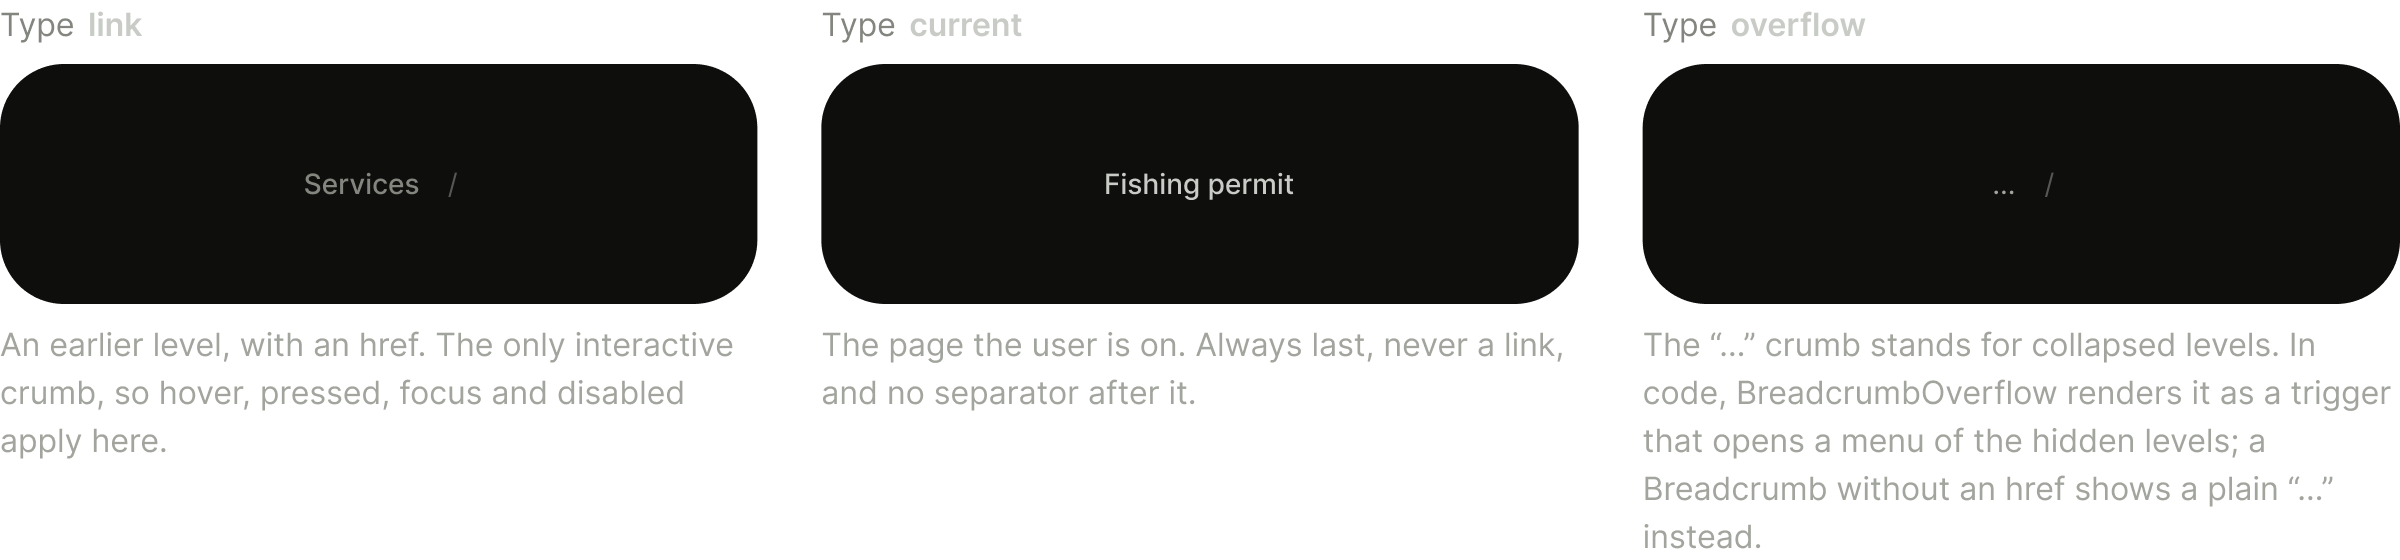 Type link
Services /
An earlier level, with an href. The only interactive
crumb, so hover, pressed, focus and disabled
apply here.
Type current
Fishing permit
The page the user is on. Always last, never a link,
and no separator after it.
Type overflow
… /
The “…” crumb stands for collapsed levels. In
code, BreadcrumbOverflow renders it as a trigger
that opens a menu of the hidden levels; a
Breadcrumb without an href shows a plain “…”
instead.